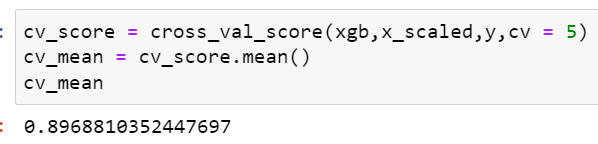 : cv_score = cross_val_score(xgb,x_scaled,y,cv = 5)
cv_mean = cv_score.mean()
cv_mean
: 0.8968810352447697